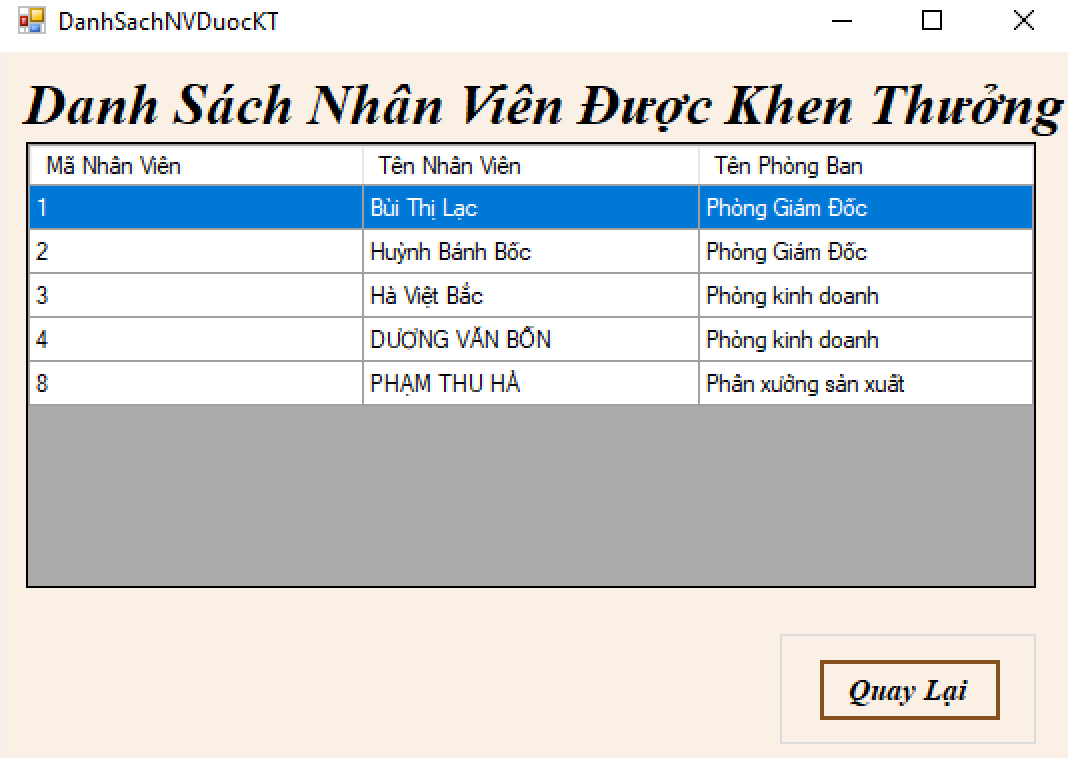 DanhSachNVDuocKT
Danh Sách Nhân Viên Được Khen Thưởng
Mã Nhân Viên Tên Nhân Viên Tên Phòng Ban
1 Bùi Thị Lạc Phòng Giám Đốc
2 Huỳnh Bánh Bốc Phòng Giám Đốc
3 Hà Việt Bắc Phòng kinh doanh
4 DƯƠNG VĂN BỐN Phòng kinh doanh
8 PHẠM THU HÀ Phân xưởng sản xuất
Quay Lại